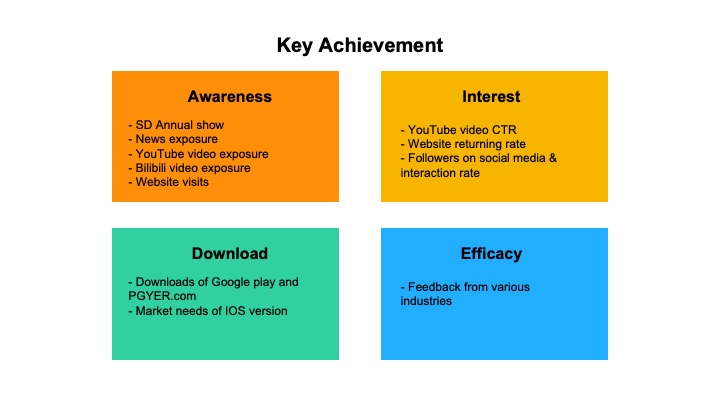 Key Achievement
Awareness
- SD Annual show
- News exposure
- YouTube video exposure
- Bilibili video exposure
- Website visits
Interest
- YouTube video CTR
- Website returning rate
- Followers on social media &
interaction rate
Download
- Downloads of Google play and
PGYER.com
- Market needs of IOS version
Efficacy
- Feedback from various
industries